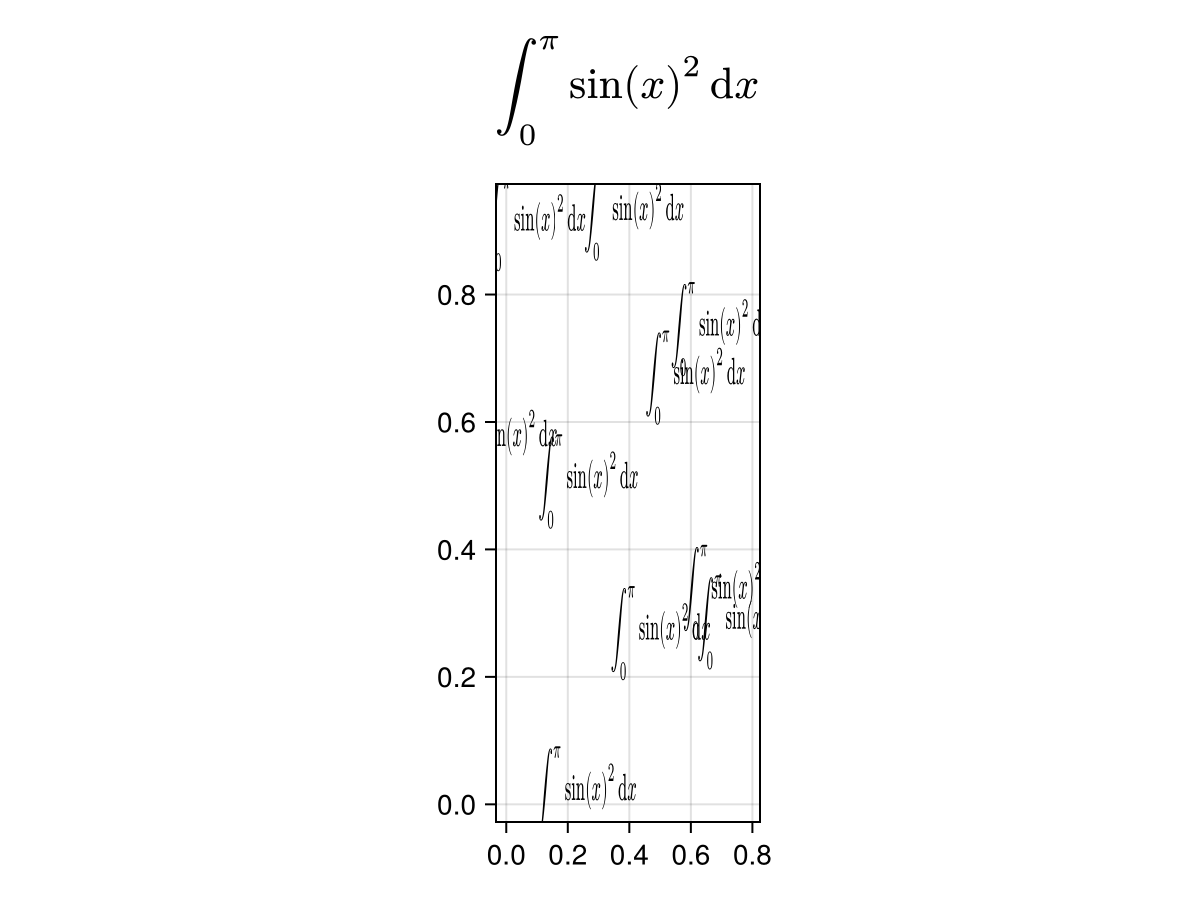 ∫₀^π sin(x)² dx
sin(x)² dx
0
∫₀ sin(x)² dx
0.8
∫₀^π sin(x)² d
∫₀^π sin(x)² dx
0.6
n(x)² dx
∫₀^π sin(x)² dx
0.4
∫^π sin(x)²
∫₀^π sin(x
∫₀^π sin(x)² dx
0.2
∫^π sin(x)² dx
0.0
0.0 0.2 0.4 0.6 0.8